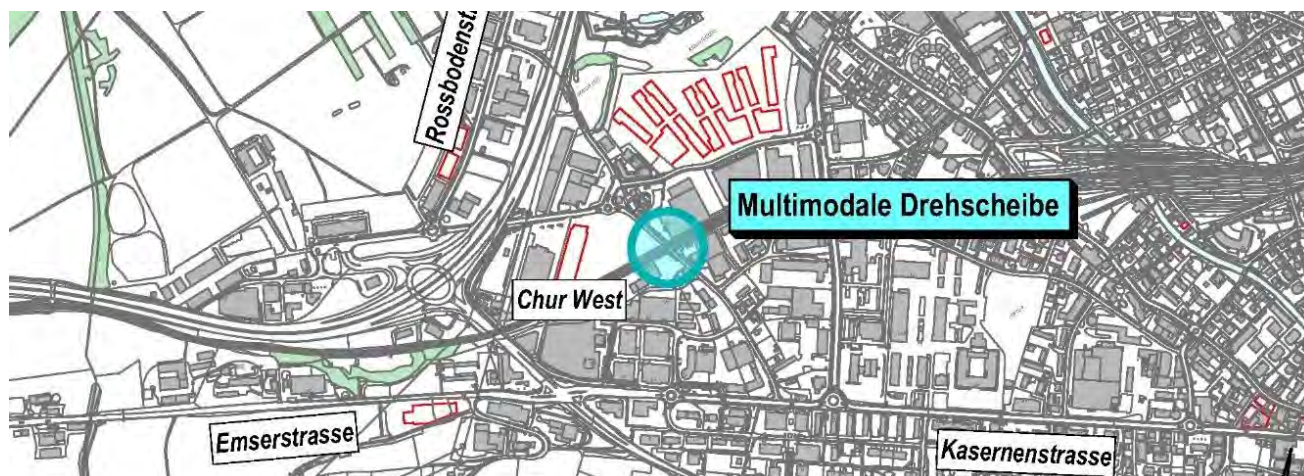 Rossbodenst
Multimodale Drehscheibe
Chur West
Emserstrasse
Kasernenstrasse